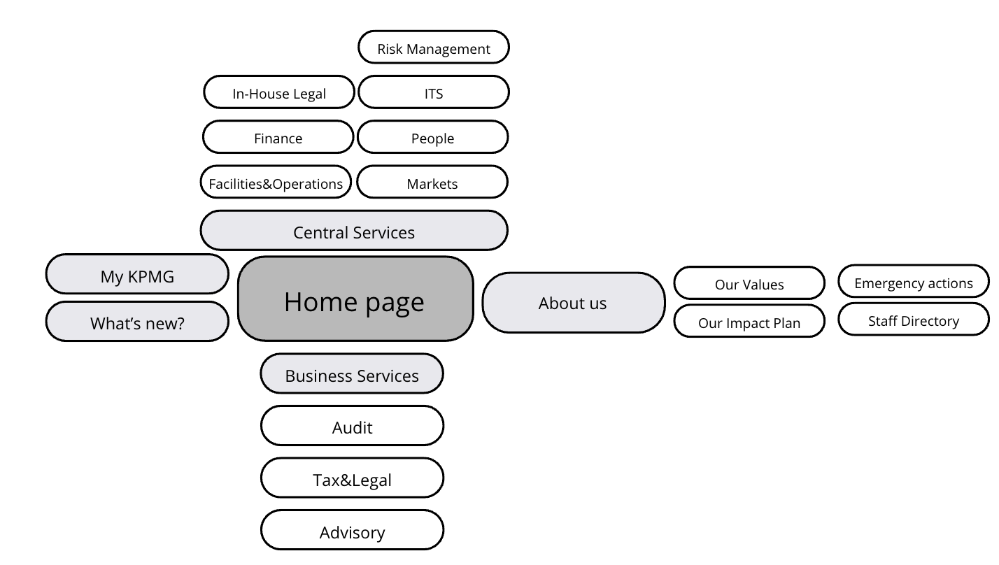 Risk Management
In-House Legal
ITS
Finance
People
Facilities&Operations
Markets
Central Services
My KPMG
What’s new?
Home page
About us
Our Values
Emergency actions
Our Impact Plan
Staff Directory
Business Services
Audit
Tax&Legal
Advisory